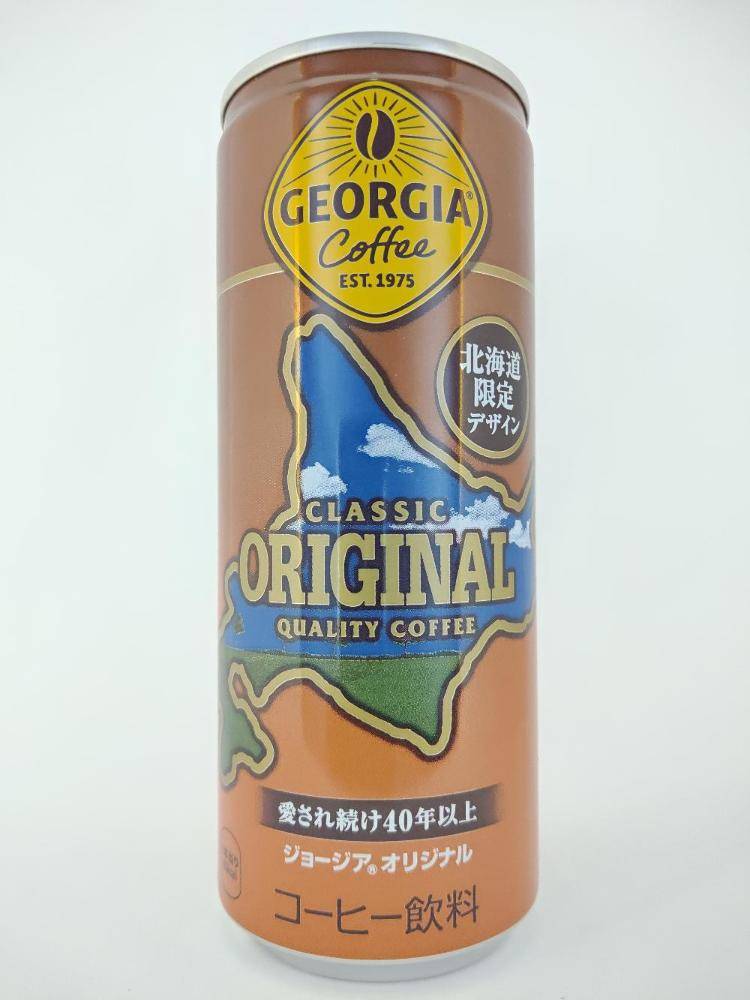 GEORGIA®
Coffee
EST. 1975
北海道
限定
デザイン
CLASSIC
ORIGINAL
QUALITY COFFEE
愛され続け40年以上
ジョージア®オリジナル
コーヒー飲料